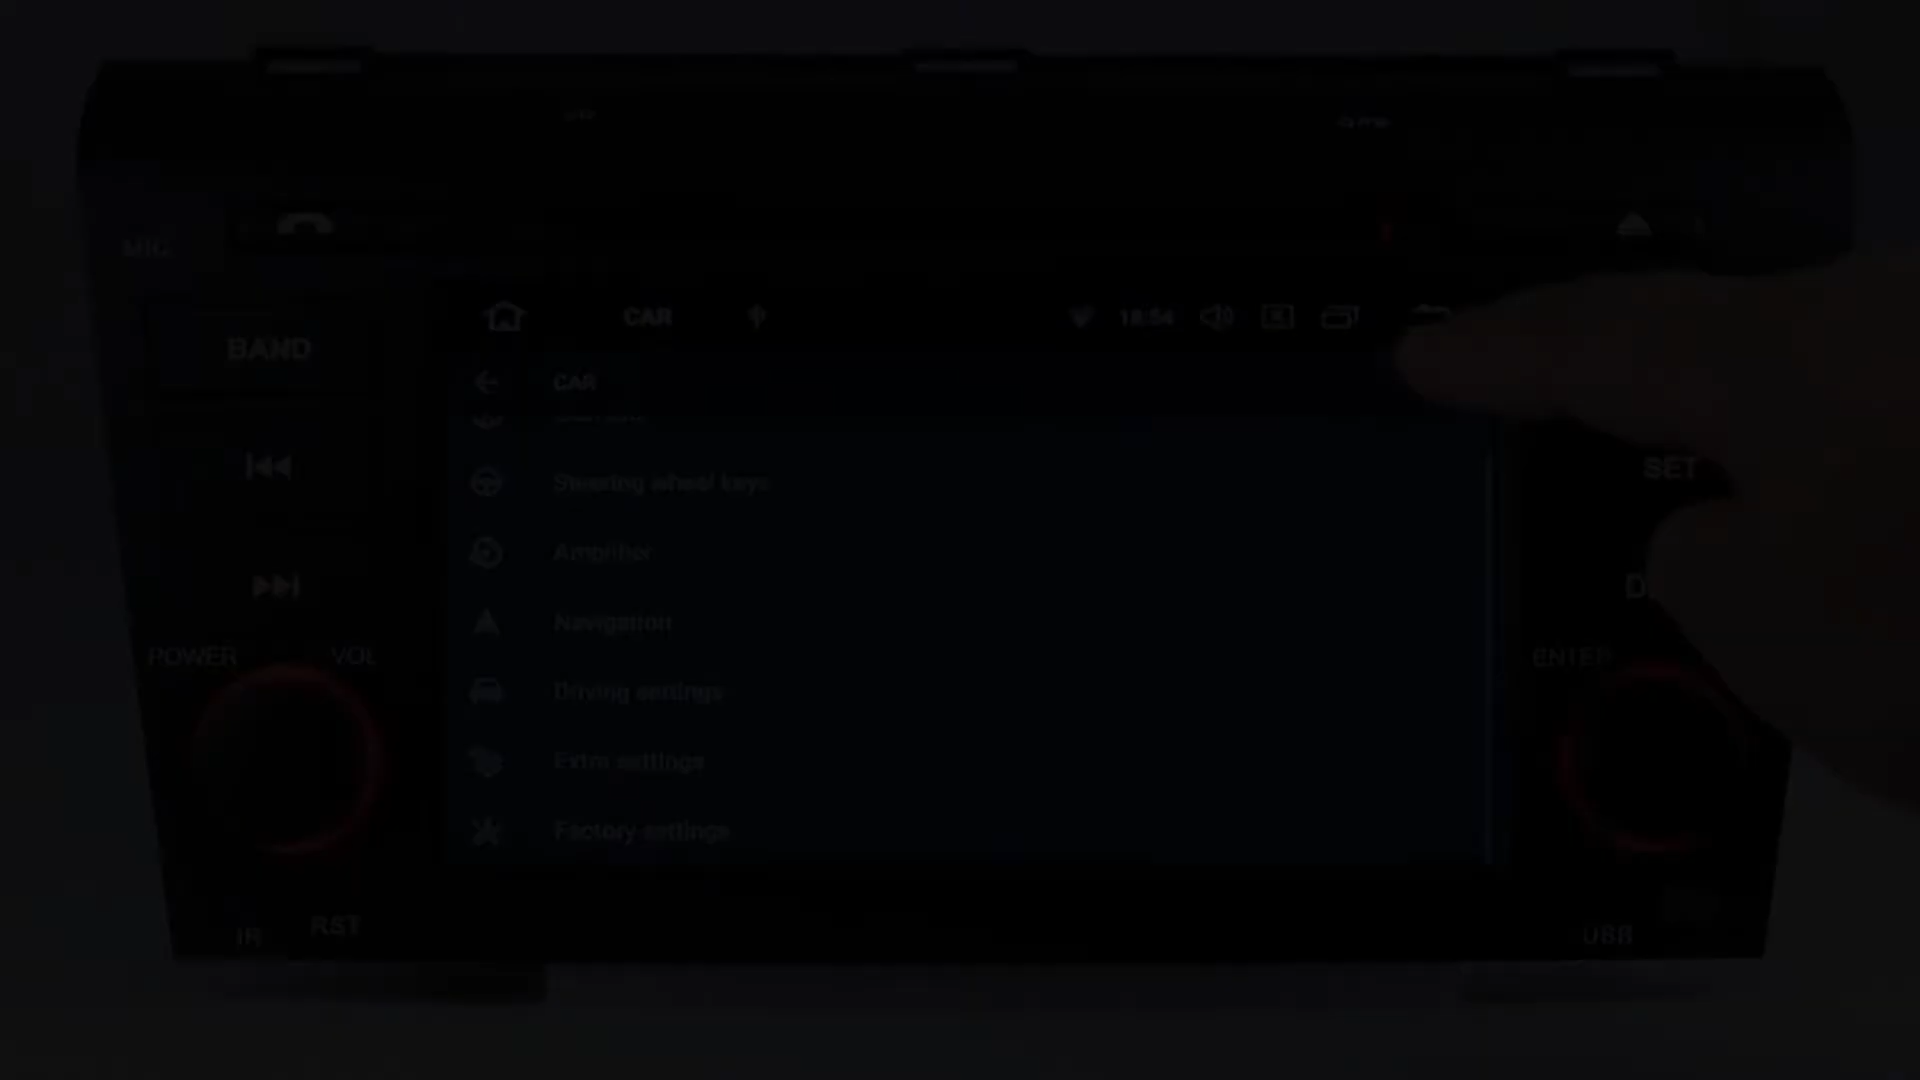 MIC
BAND
CAR
18:54
CAR
SET
Steering wheel keys
Amplifier
Navigation
POWER VOL
ENTER
Driving settings
Extra settings
Factory settings
IR RST
USB